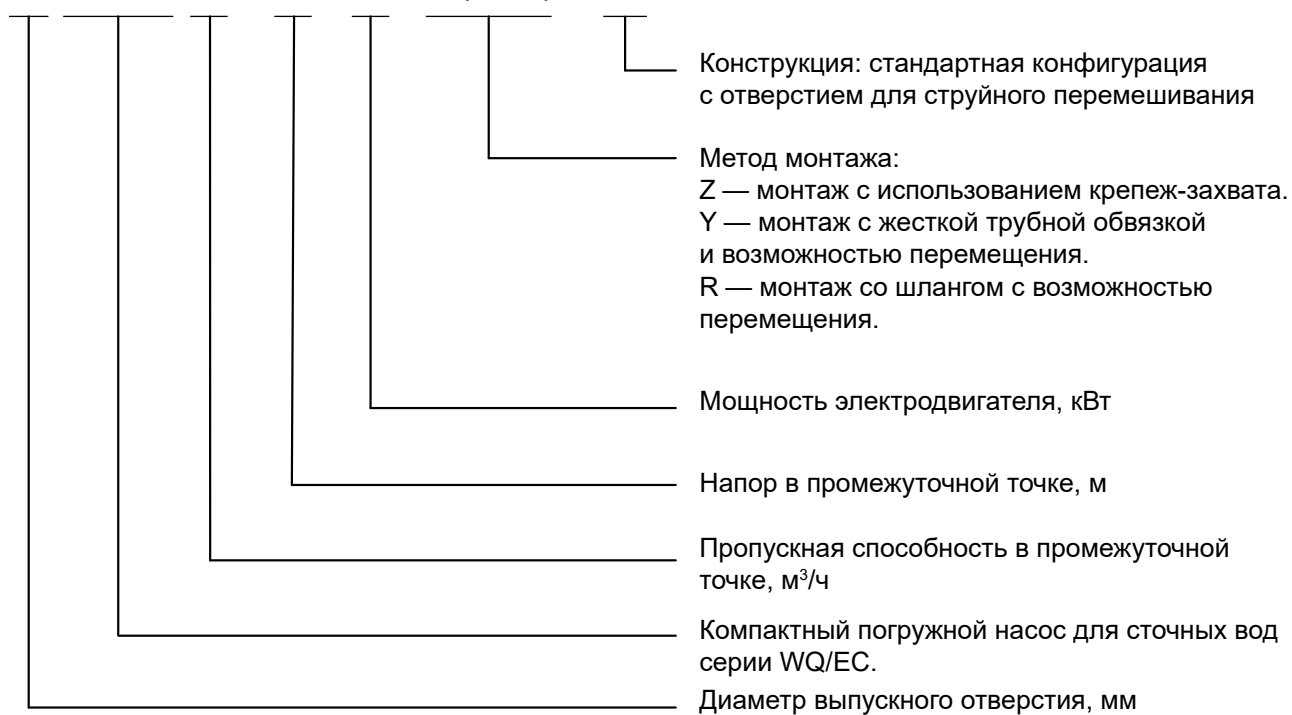 Конструкция: стандартная конфигурация
с отверстием для струйного перемешивания
Метод монтажа:
Z — монтаж с использованием крепеж-захвата.
Y — монтаж с жесткой трубной обвязкой
и возможностью перемещения.
R — монтаж со шлангом с возможностью
перемещения.
Мощность электродвигателя, кВт
Напор в промежуточной точке, м
Пропускная способность в промежуточной
точке, м³/ч
Компактный погружной насос для сточных вод
серии WQ/EC.
Диаметр выпускного отверстия, мм